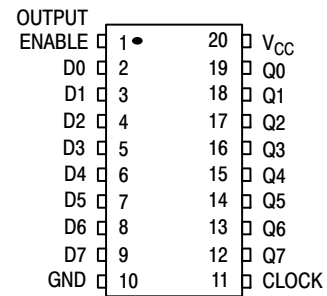 OUTPUT
ENABLE 1 20 VCC
D0 2 19 Q0
D1 3 18 Q1
D2 4 17 Q2
D3 5 16 Q3
D4 6 15 Q4
D5 7 14 Q5
D6 8 13 Q6
D7 9 12 Q7
GND 10 11 CLOCK